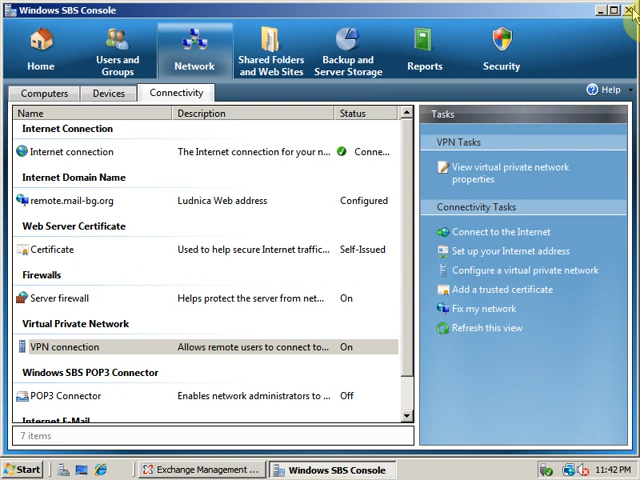 Windows SBS Console
Home
Users and Groups
Network
Shared Folders and Web Sites
Backup and Server Storage
Reports
Security
Computers
Devices
Connectivity
Help
Name Description Status
Internet Connection
Internet connection The Internet connection for your n... Conne...
Internet Domain Name
remote.mail-bg.org Ludnica Web address Configured
Web Server Certificate
Certificate Used to help secure Internet traffic... Self-Issued
Firewalls
Server firewall Helps protect the server from net... On
Virtual Private Network
VPN connection Allows remote users to connect to... On
Windows SBS POP3 Connector
POP3 Connector Enables network administrators to ... Off
Internet E-Mail
7 items
Tasks
VPN Tasks
View virtual private network
properties
Connectivity Tasks
Connect to the Internet
Set up your Internet address
Configure a virtual private network
Add a trusted certificate
Fix my network
Refresh this view
Start
Exchange Management ...
Windows SBS Console
11:42 PM